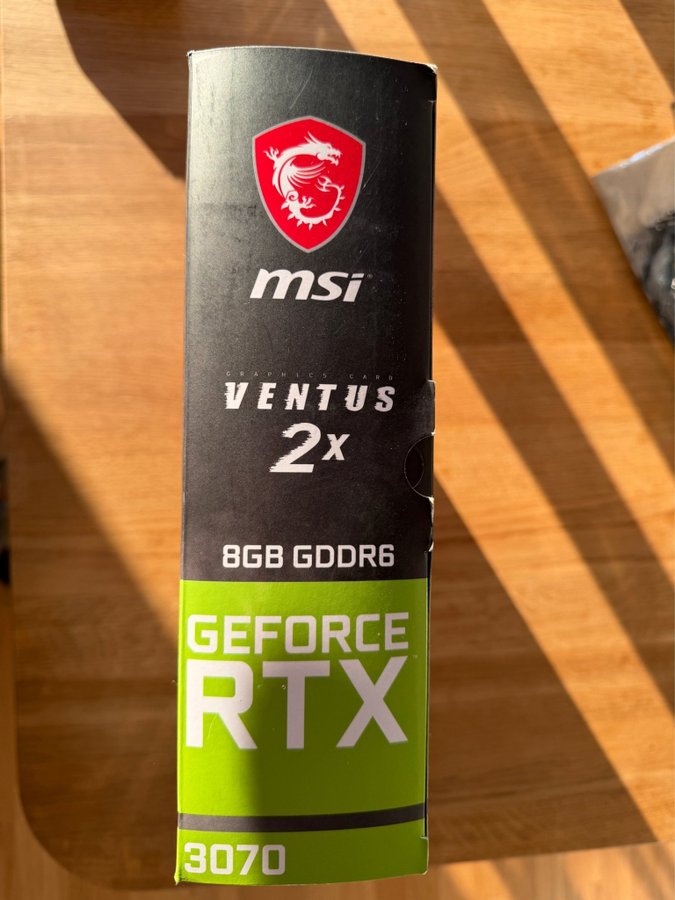 msi
GRAPHICS CARD
VENTUS
2X
8GB GDDR6
GEFORCE
RTX
3070